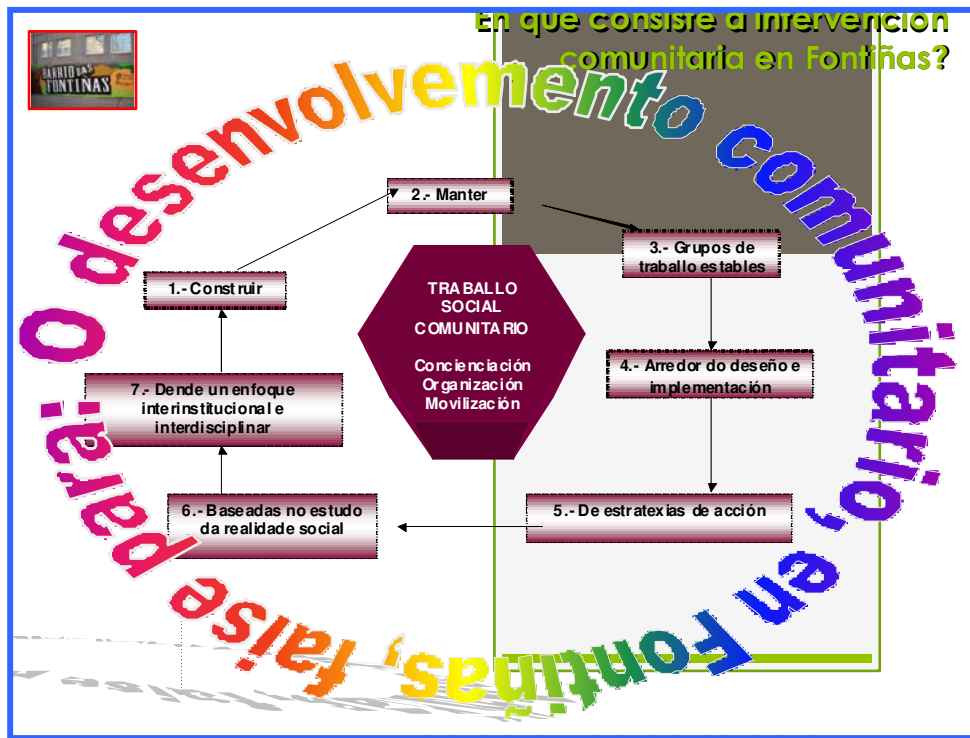 En que consiste a intervención
comunitaria en Fontiñas?
BARRIO DAS
FONTIÑAS
O desenvolvemento comunitario, en Fontiñas, faise para:
1.- Construir
2.- Manter
3.- Grupos de
traballo estables
4.- Arredor do deseño e
implementación
5.- De estratexias de acción
6.- Baseadas no estudo
da realidade social
7.- Dende un enfoque
interinstitucional e
interdisciplinar
TRABALLO
SOCIAL
COMUNITARIO
Concienciación
Organización
Movilización